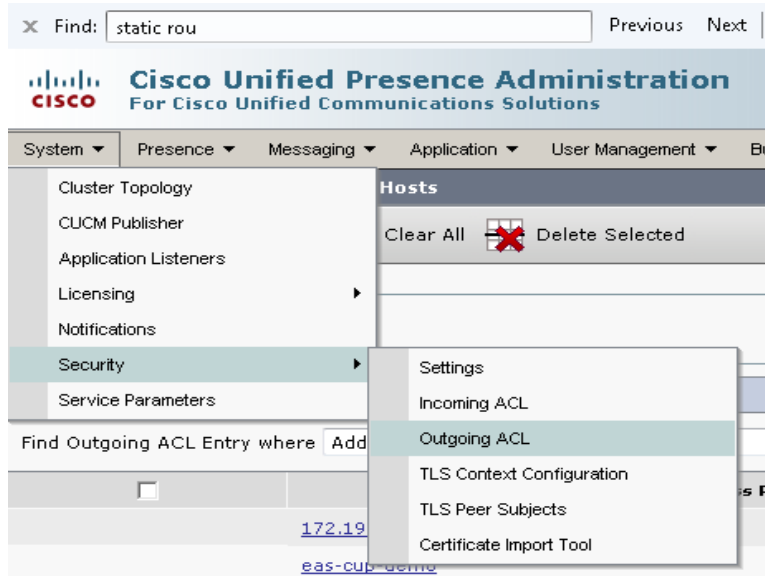 Find: static rou Previous Next
CISCO
Cisco Unified Presence Administration
For Cisco Unified Communications Solutions
System Presence Messaging Application User Management
Cluster Topology
CUCM Publisher
Application Listeners
Licensing
Notifications
Security
Service Parameters
Hosts
Clear All Delete Selected
Settings
Incoming ACL
Outgoing ACL
TLS Context Configuration
TLS Peer Subjects
Certificate Import Tool
Find Outgoing ACL Entry where Add
172.19
eas-cup-demo